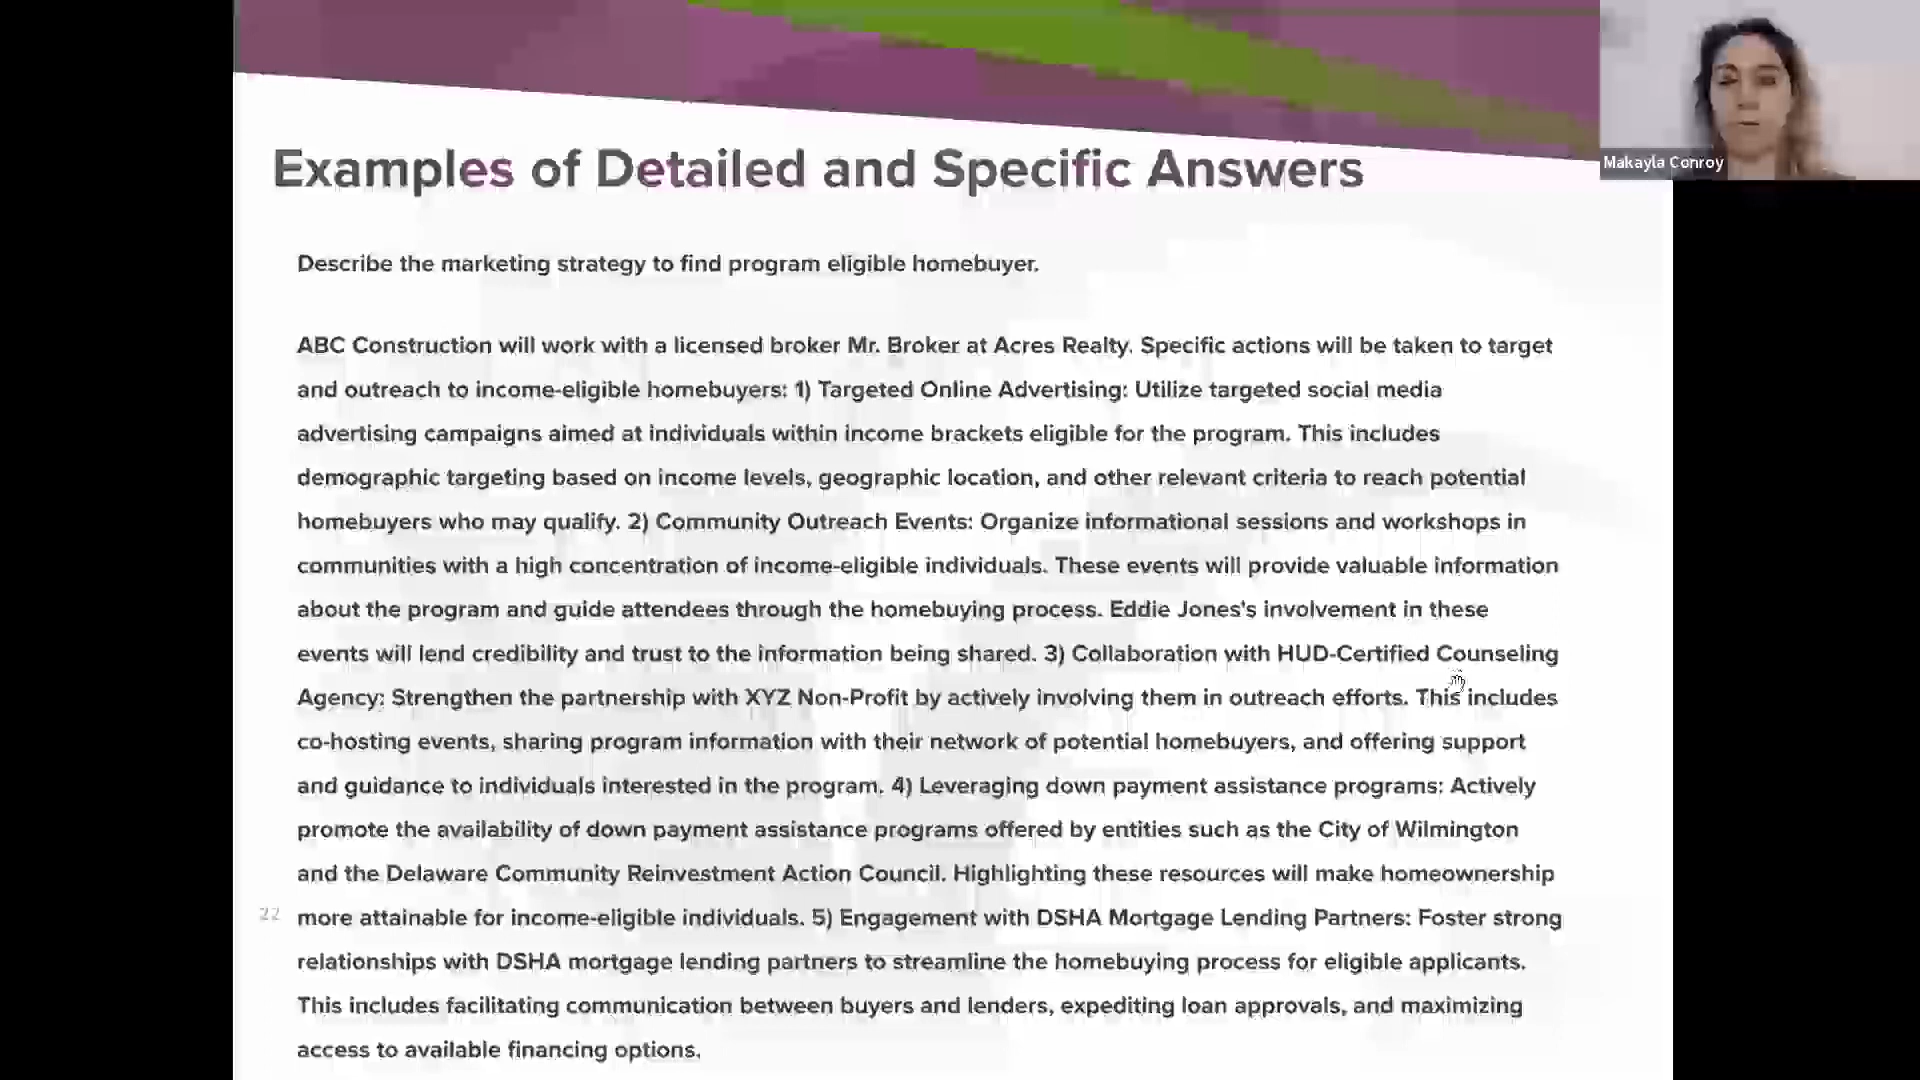 Makayla Conroy
Examples of Detailed and Specific Answers
Describe the marketing strategy to find program eligible homebuyer.
ABC Construction will work with a licensed broker Mr. Broker at Acres Realty. Specific actions will be taken to target
and outreach to income-eligible homebuyers: 1) Targeted Online Advertising: Utilize targeted social media
advertising campaigns aimed at individuals within income brackets eligible for the program. This includes
demographic targeting based on income levels, geographic location, and other relevant criteria to reach potential
homebuyers who may qualify. 2) Community Outreach Events: Organize informational sessions and workshops in
communities with a high concentration of income-eligible individuals. These events will provide valuable information
about the program and guide attendees through the homebuying process. Eddie Jones's involvement in these
events will lend credibility and trust to the information being shared. 3) Collaboration with HUD-Certified Counseling
Agency: Strengthen the partnership with XYZ Non-Profit by actively involving them in outreach efforts. This includes
co-hosting events, sharing program information with their network of potential homebuyers, and offering support
and guidance to individuals interested in the program. 4) Leveraging down payment assistance programs: Actively
promote the availability of down payment assistance programs offered by entities such as the City of Wilmington
and the Delaware Community Reinvestment Action Council. Highlighting these resources will make homeownership
22 more attainable for income-eligible individuals. 5) Engagement with DSHA Mortgage Lending Partners: Foster strong
relationships with DSHA mortgage lending partners to streamline the homebuying process for eligible applicants.
This includes facilitating communication between buyers and lenders, expediting loan approvals, and maximizing
access to available financing options.